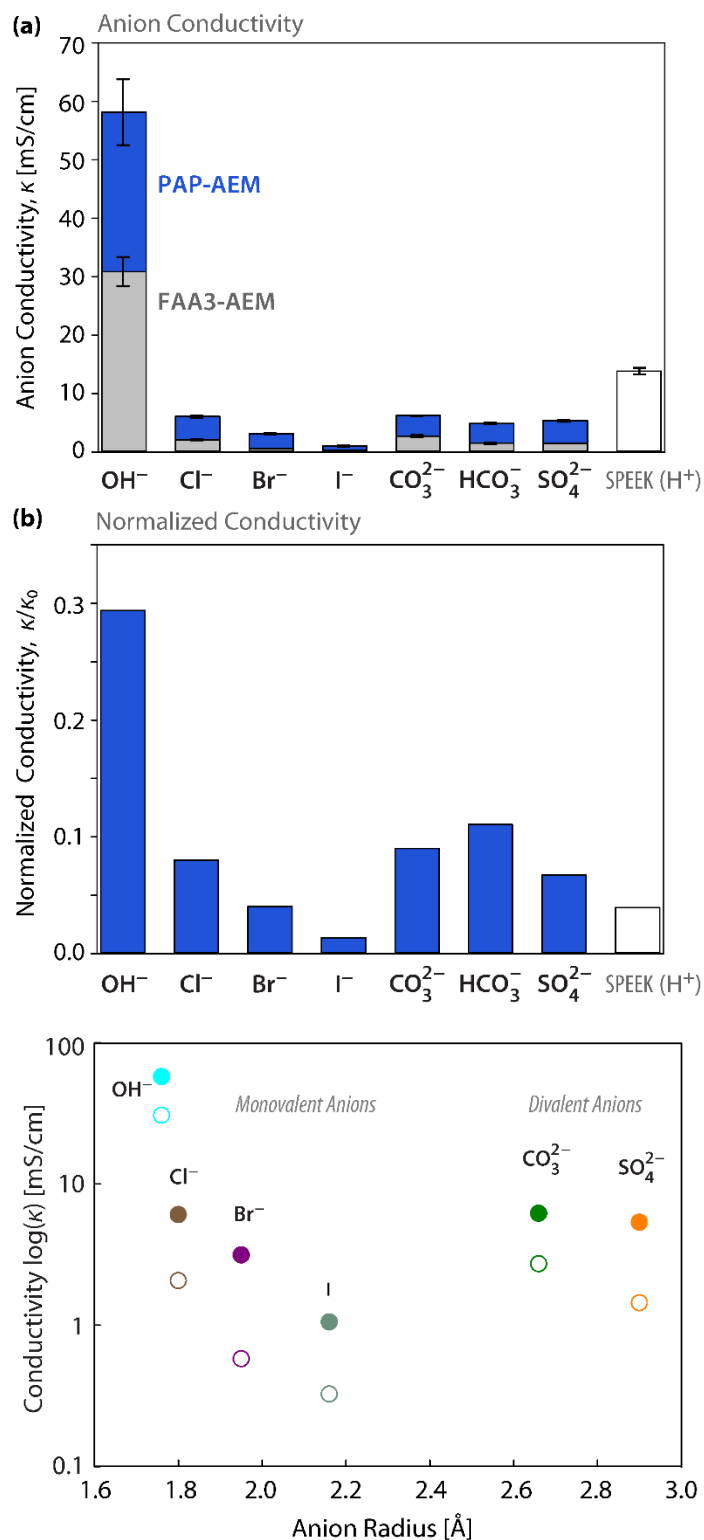 (a) Anion Conductivity
70
60
50
40
30
20
10
0
Anion Conductivity, κ [mS/cm]
PAP-AEM
FAA3-AEM
OH⁻ Cl⁻ Br⁻ I⁻ CO₃²⁻ HCO₃⁻ SO₄²⁻ SPEEK (H⁺)
(b) Normalized Conductivity
0.3
0.2
0.1
0.0
Normalized Conductivity, κ/κ₀
OH⁻ Cl⁻ Br⁻ I⁻ CO₃²⁻ HCO₃⁻ SO₄²⁻ SPEEK (H⁺)
100
10
1
0.1
Conductivity log(κ) [mS/cm]
OH⁻
Monovalent Anions
Divalent Anions
Cl⁻
Br⁻
I
CO₃²⁻
SO₄²⁻
1.6 1.8 2.0 2.2 2.4 2.6 2.8 3.0
Anion Radius [Å]